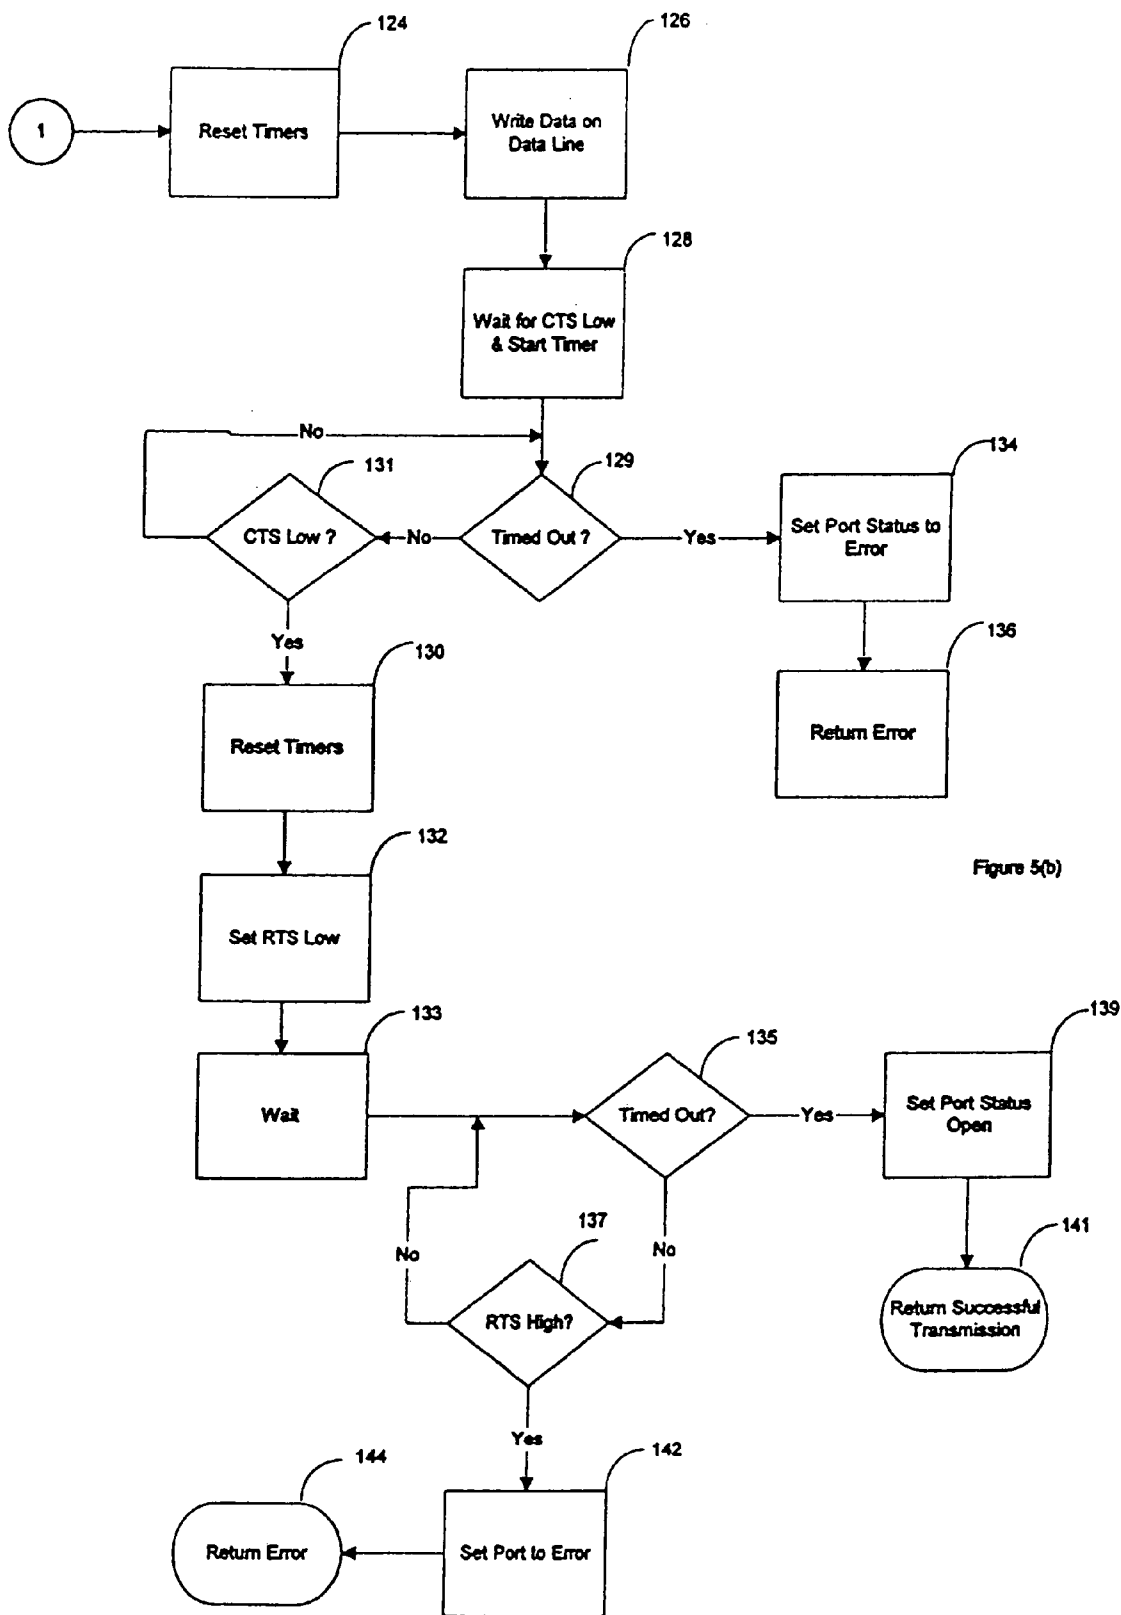 124
126
1
Reset Timers
Write Data on
Data Line
128
Wait for CTS Low
& Start Timer
No
131
129
134
CTS Low ?
No
Timed Out ?
Yes
Set Port Status to
Error
Yes
130
136
Reset Timers
Return Error
132
Figure 5(b)
Set RTS Low
133
135
139
Wait
Timed Out?
Yes
Set Port Status
Open
137
No
No
141
RTS High?
Return Successful
Transmission
Yes
144
142
Return Error
Set Port to Error